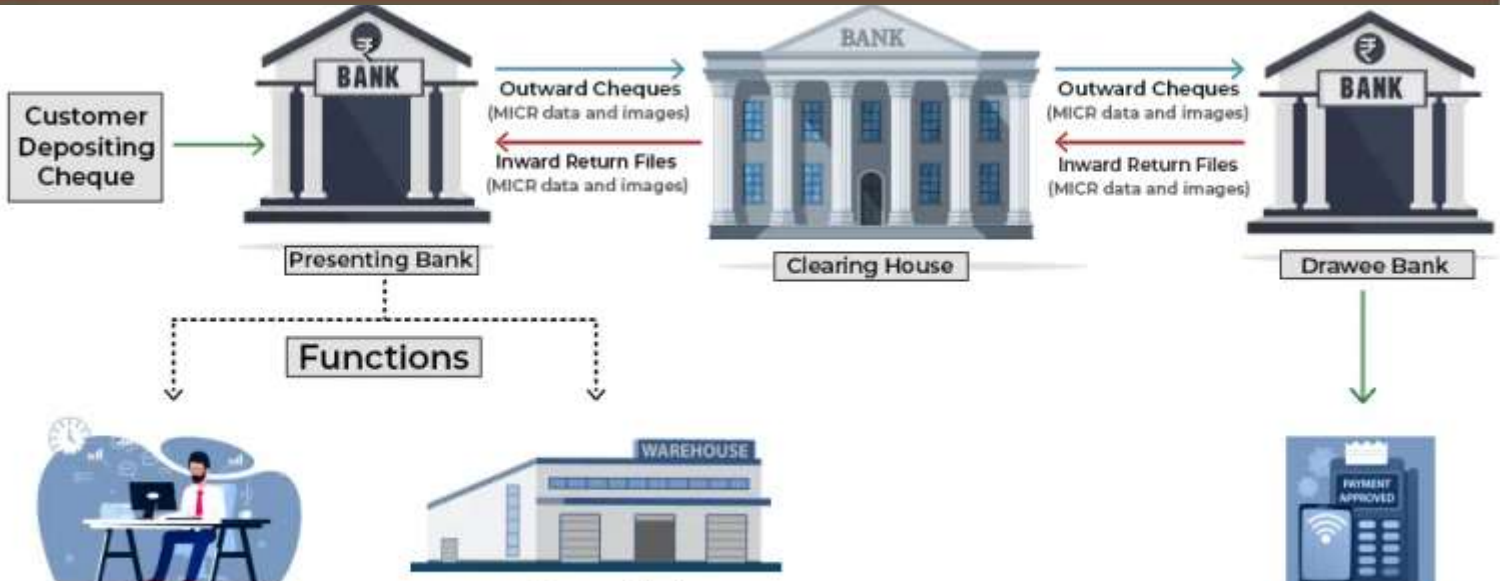 BANK
BANK
BANK
Customer
Depositing
Cheque
Outward Cheques
(MICR data and images)
Inward Return Files
(MICR data and images)
Outward Cheques
(MICR data and images)
Inward Return Files
(MICR data and images)
Presenting Bank
Clearing House
Drawee Bank
Functions
WAREHOUSE
PAYMENT
APPROVED